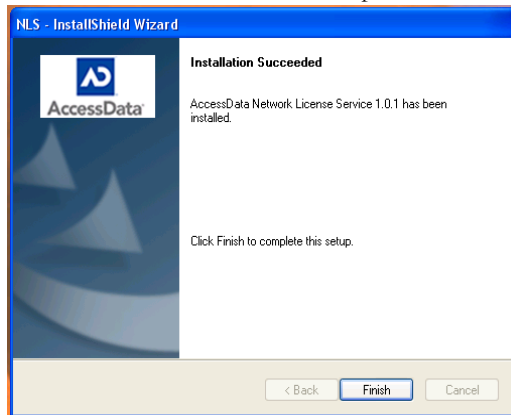 NLS - InstallShield Wizard
Installation Succeeded
AccessData
AccessData Network License Service 1.0.1 has been
installed.
Click Finish to complete this setup.
< Back
Finish
Cancel